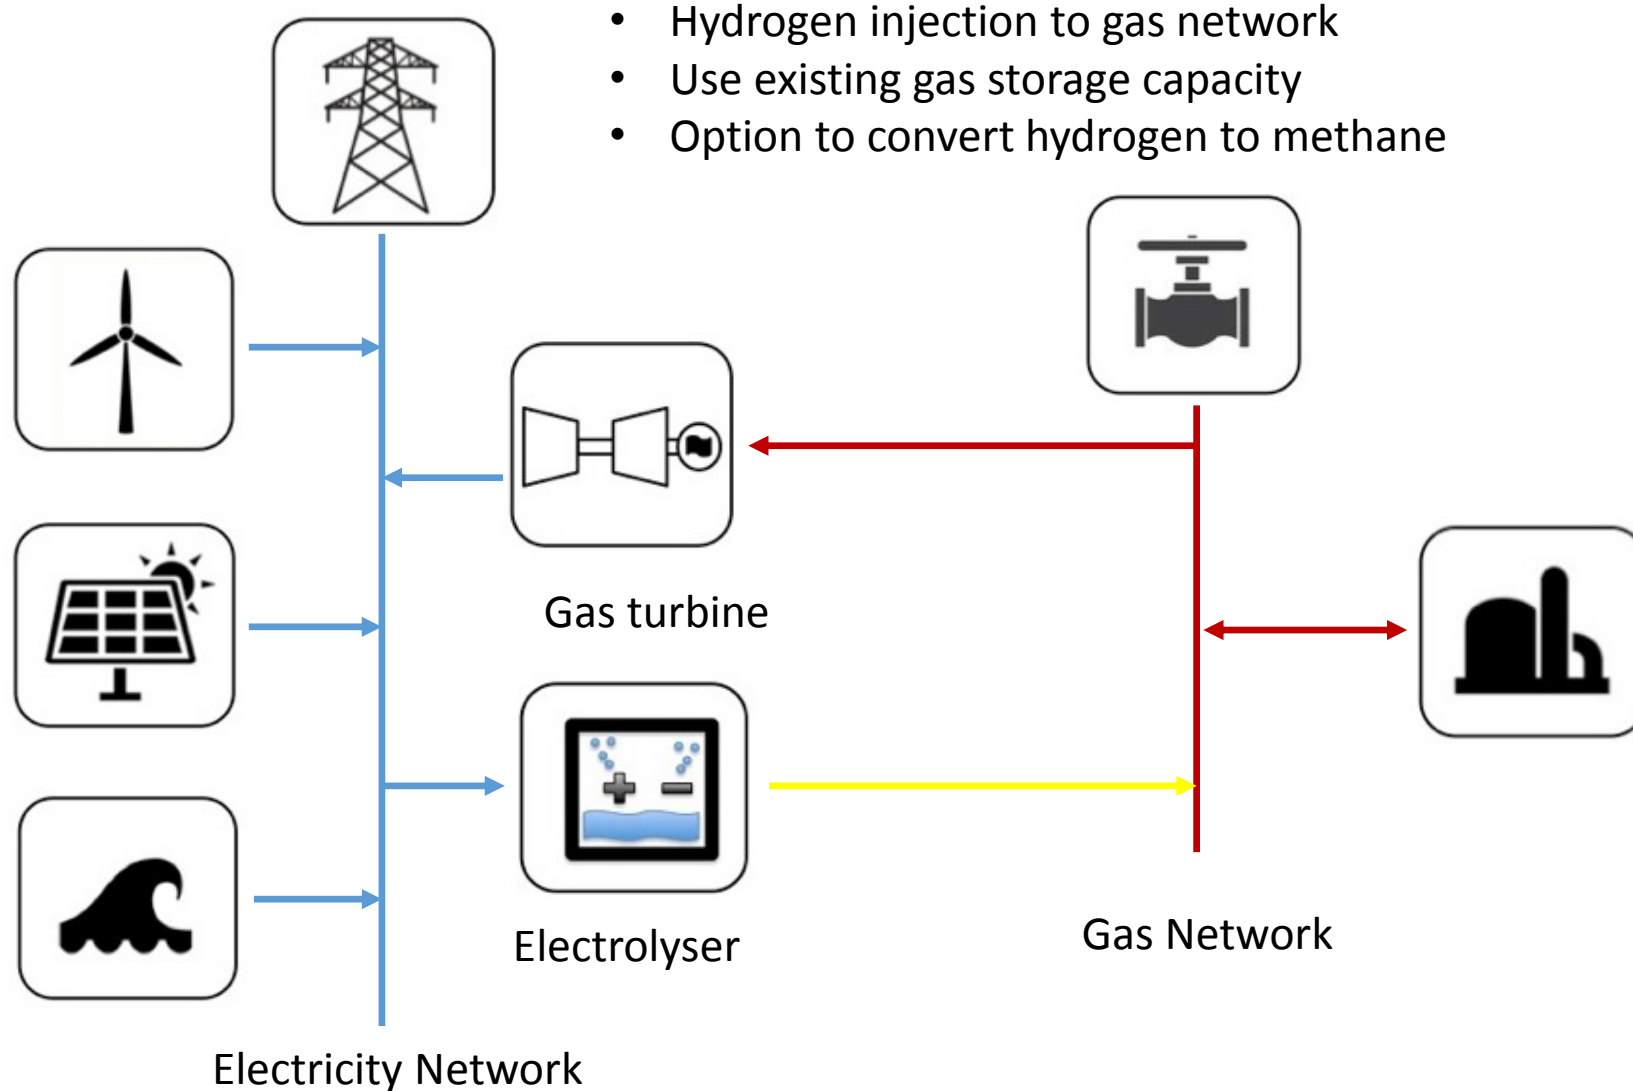 • Hydrogen injection to gas network
• Use existing gas storage capacity
• Option to convert hydrogen to methane
Gas turbine
Electrolyser
Gas Network
Electricity Network